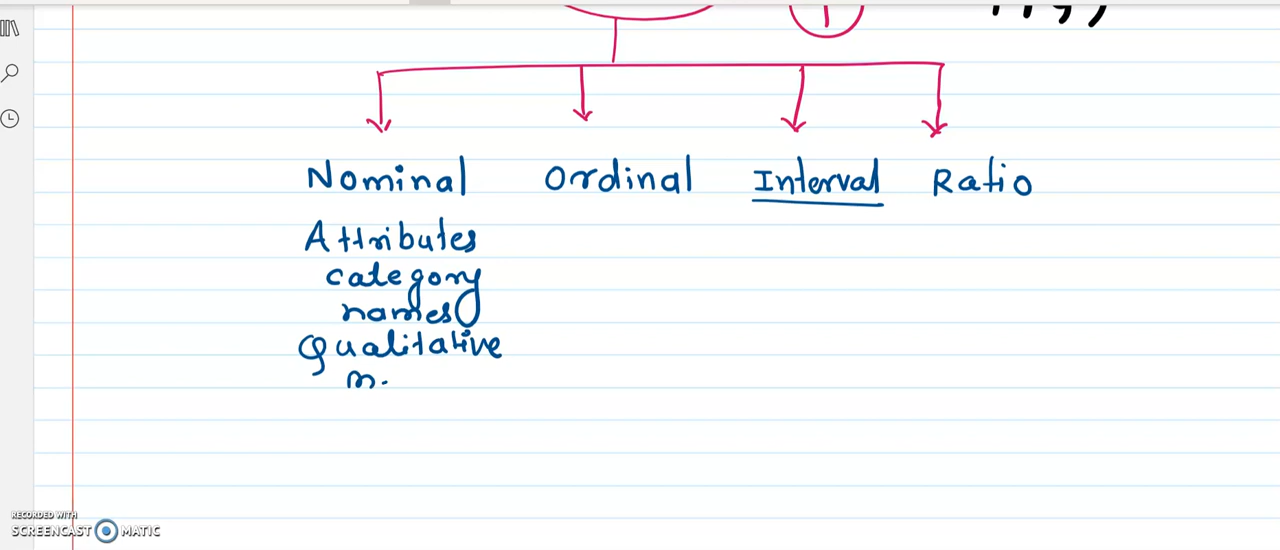 Nominal Ordinal Interval Ratio
Attributes
category
names
Qualitative
RECORDED WITH
SCREENCAST MATIC